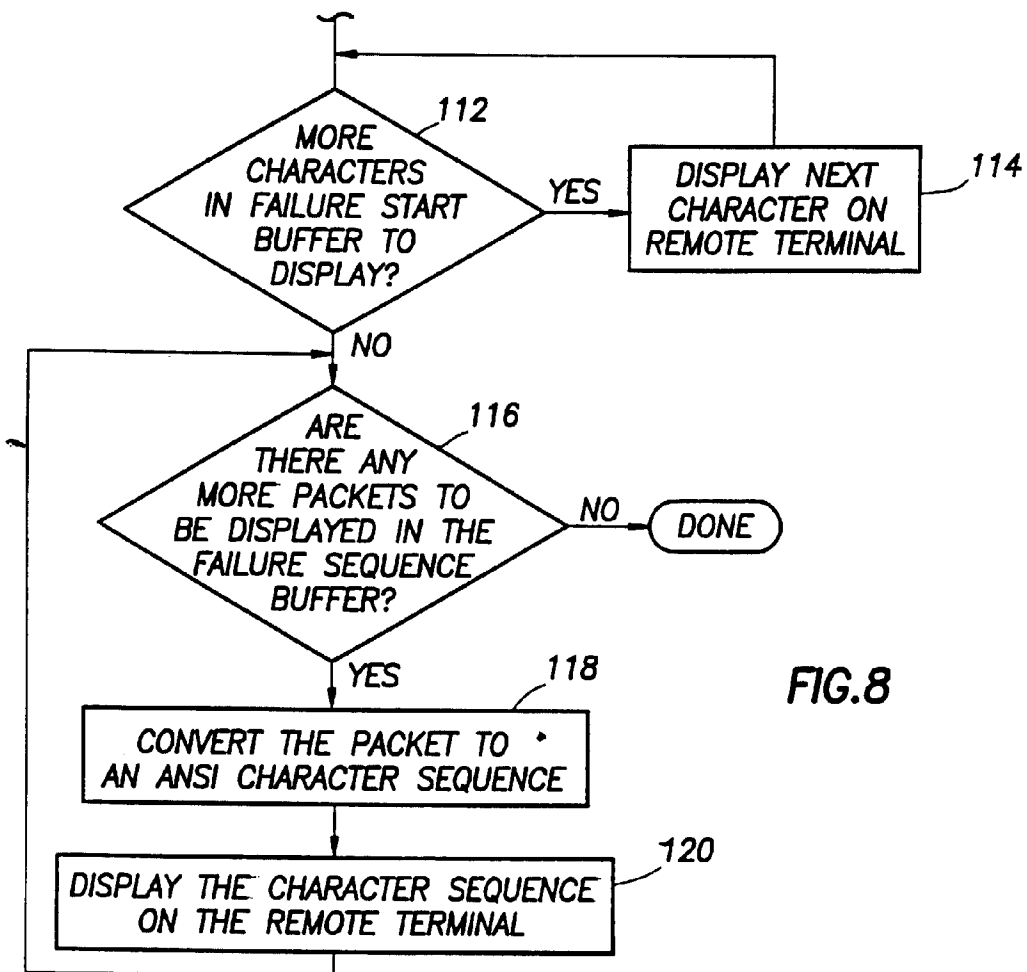 112
MORE
CHARACTERS
IN FAILURE START
BUFFER TO
DISPLAY?
YES
DISPLAY NEXT
CHARACTER ON
REMOTE TERMINAL
114
NO
116
ARE
THERE ANY
MORE PACKETS TO
BE DISPLAYED IN THE
FAILURE SEQUENCE
BUFFER?
NO
DONE
YES
118
CONVERT THE PACKET TO
AN ANSI CHARACTER SEQUENCE
FIG.8
120
DISPLAY THE CHARACTER SEQUENCE
ON THE REMOTE TERMINAL